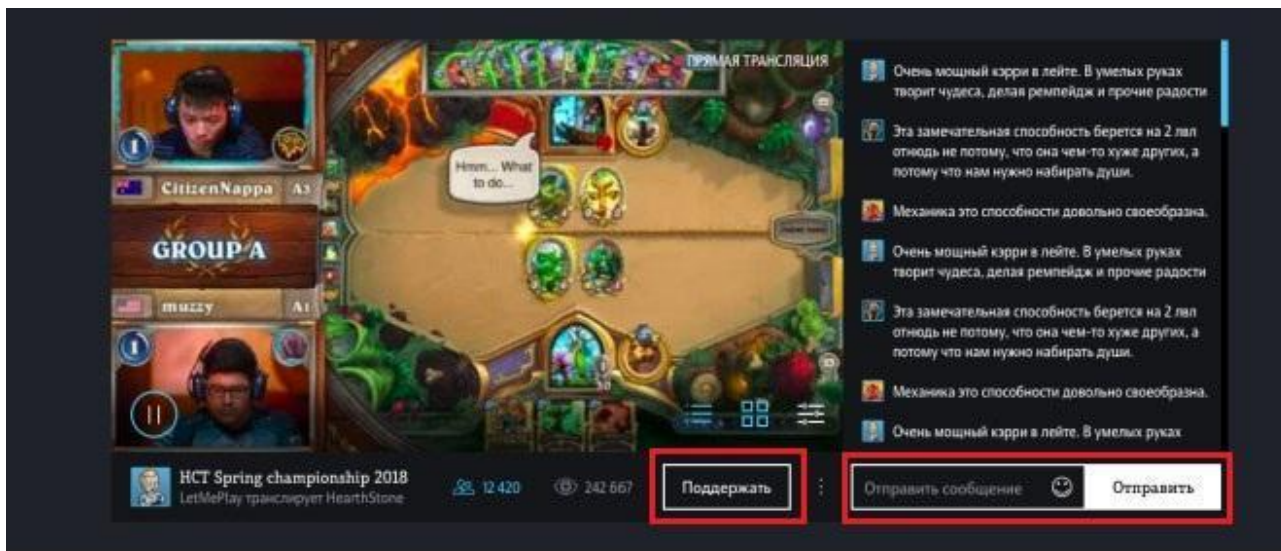 ПРЯМАЯ ТРАНСЛЯЦИЯ
Hmm... What
to do...
CitizenNappa A3
GROUP A
muzzy A1
30
HCT Spring championship 2018
LetMePlay транслирует HearthStone
12 420
242 667
Поддержать
Очень мощный кэрри в лейте. В умелых руках
творит чудеса, делая ремпейдж и прочие радости
Эта замечательная способность берется на 2 лвл
отнюдь не потому, что она чем-то хуже других, а
потому что нам нужно набирать души.
Механика это способности довольно своеобразна.
Очень мощный кэрри в лейте. В умелых руках
творит чудеса, делая ремпейдж и прочие радости
Эта замечательная способность берется на 2 лвл
отнюдь не потому, что она чем-то хуже других, а
потому что нам нужно набирать души.
Механика это способности довольно своеобразна.
Очень мощный кэрри в лейте. В умелых руках
Отправить сообщение
Отправить